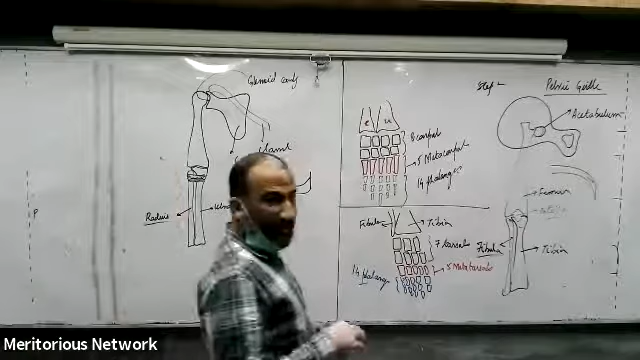 Glenoid cavity
Radius
P
8 carpal
5 Metacarpal
14 phalanges
Fibula
Tibia
7 tarsals
5 Metatarsals
14 phalanges
Step
Pelvic Girdle
Acetabulum
Femur
Fibula
Tibia
Meritorious Network